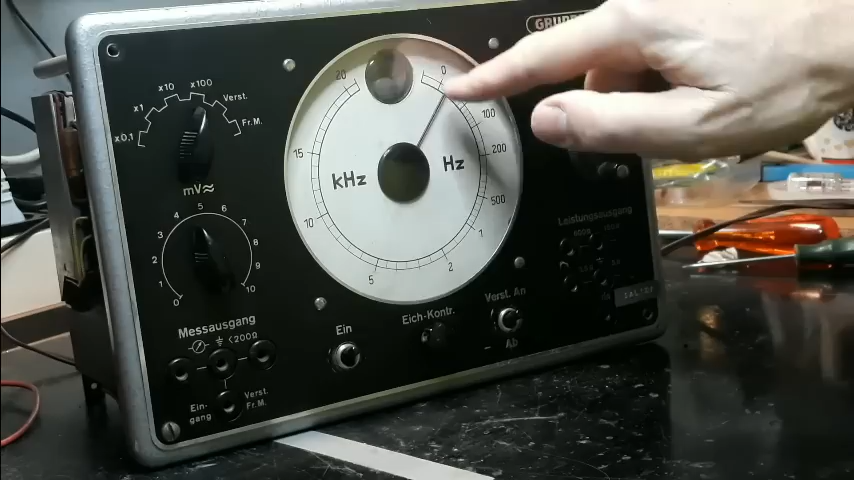 GRUN
x0,1
x1
x10
x100
Verst.
Fr.M.
mV≈
0
1
2
3
4
5
6
7
8
9
10
Messausgang
<200Ω
Ein-
gang
Verst.
Fr.M.
20
15
10
5
2
1
500
200
100
0
kHz
Hz
Ein
Eich-Kontr.
Verst. An
Ab
Leistungsausgang